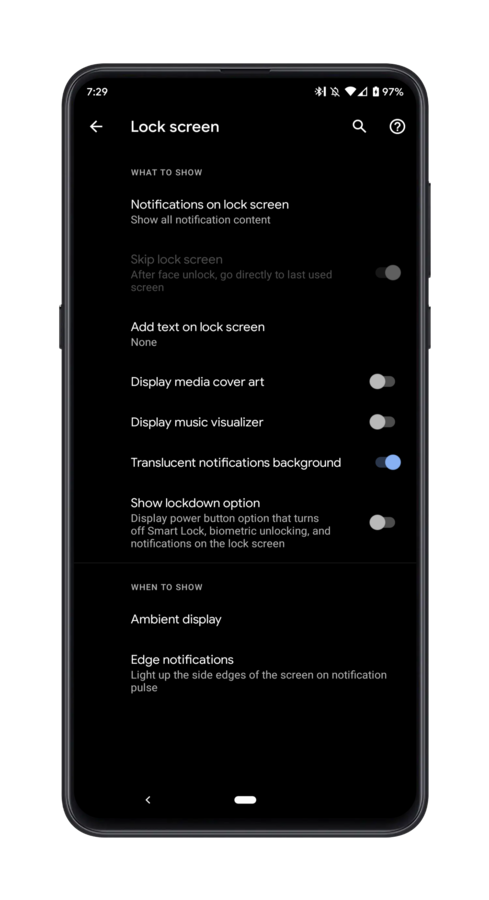 7:29
97%
Lock screen
WHAT TO SHOW
Notifications on lock screen
Show all notification content
Skip lock screen
After face unlock, go directly to last used
screen
Add text on lock screen
None
Display media cover art
Display music visualizer
Translucent notifications background
Show lockdown option
Display power button option that turns
off Smart Lock, biometric unlocking, and
notifications on the lock screen
WHEN TO SHOW
Ambient display
Edge notifications
Light up the side edges of the screen on notification
pulse